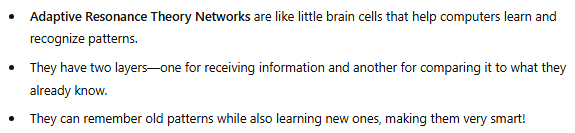 • Adaptive Resonance Theory Networks are like little brain cells that help computers learn and
recognize patterns.
• They have two layers—one for receiving information and another for comparing it to what they
already know.
• They can remember old patterns while also learning new ones, making them very smart!